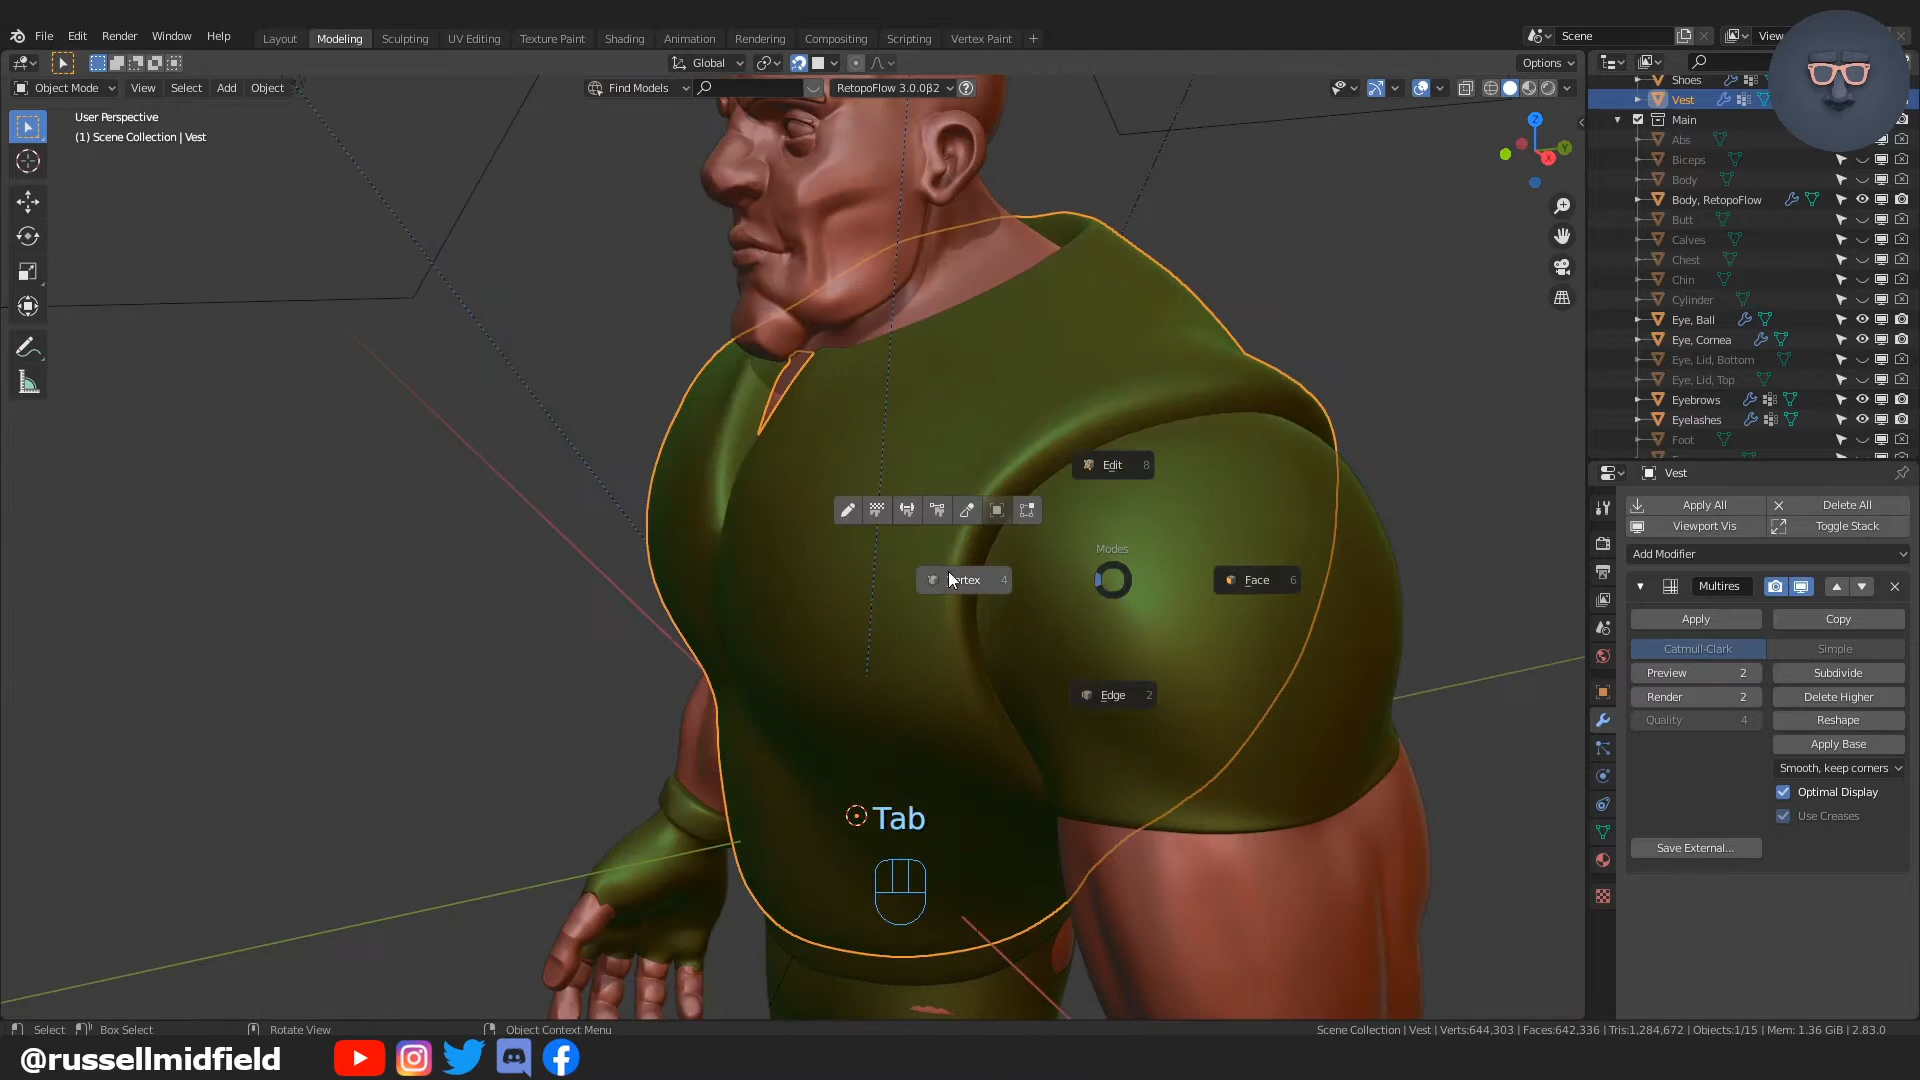 File Edit Render Window Help
Layout Modeling Sculpting UV Editing Texture Paint Shading Animation Rendering Compositing Scripting Vertex Paint +
Scene
View
Global
Options
Object Mode View Select Add Object
Find Models
RetopoFlow 3.0.0β2
User Perspective
(1) Scene Collection | Vest
Z
Y
X
Shoes
Vest
Main
Abs
Biceps
Body
Body, RetopoFlow
Butt
Calves
Chest
Chin
Cylinder
Eye, Ball
Eye, Cornea
Eye, Lid, Bottom
Eye, Lid, Top
Eyebrows
Eyelashes
Foot
Edit 8
Modes
4
Face 6
Edge 2
Tab
Vest
Apply All Delete All
Viewport Vis Toggle Stack
Add Modifier
Multires
Apply Copy
Catmull-Clark Simple
Preview 2 Subdivide
Render 2 Delete Higher
Quality 4 Reshape
Apply Base
Smooth, keep corners
Optimal Display
Use Creases
Save External...
Select Box Select Rotate View Object Context Menu
Scene Collection | Vest | Verts:644,303 | Faces:642,336 | Tris:1,284,672 | Objects:1/15 | Mem: 1.36 GiB | 2.83.0
@russellmidfield